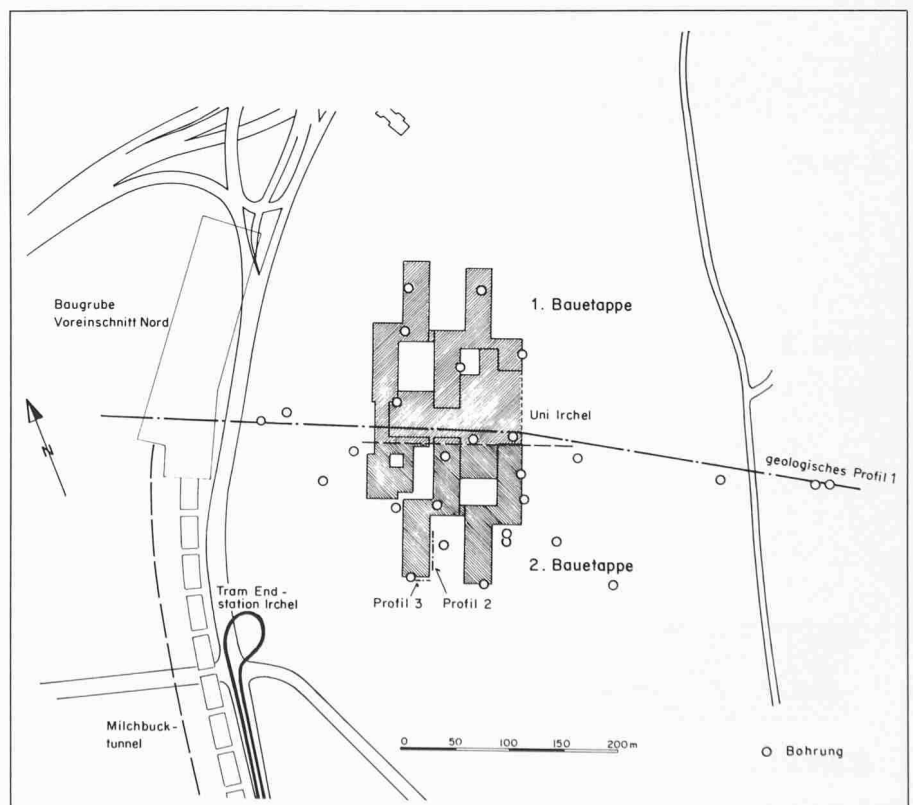 1. Bauetappe
Baugrube
Voreinschnitt Nord
Uni Irchel
N
geologisches Profil 1
2. Bauetappe
Tram End-
station Irchel
Profil 3
Profil 2
Milchbuck-
tunnel
0 50 100 150 200 m
Bohrung